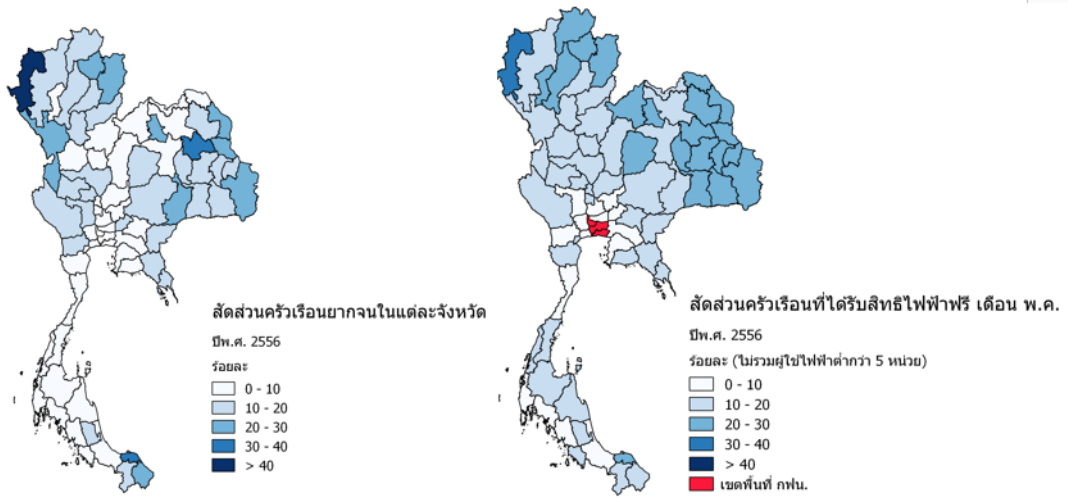 สัดส่วนครัวเรือนยากจนในแต่ละจังหวัด
ปีพ.ศ. 2556
ร้อยละ
0 - 10
10 - 20
20 - 30
30 - 40
> 40
สัดส่วนครัวเรือนที่ได้รับสิทธิไฟฟ้าฟรี เดือน พ.ค.
ปีพ.ศ. 2556
ร้อยละ (ไม่รวมผู้ใช้ไฟฟ้าต่ำกว่า 5 หน่วย)
0 - 10
10 - 20
20 - 30
30 - 40
> 40
เขตพื้นที่ กฟน.